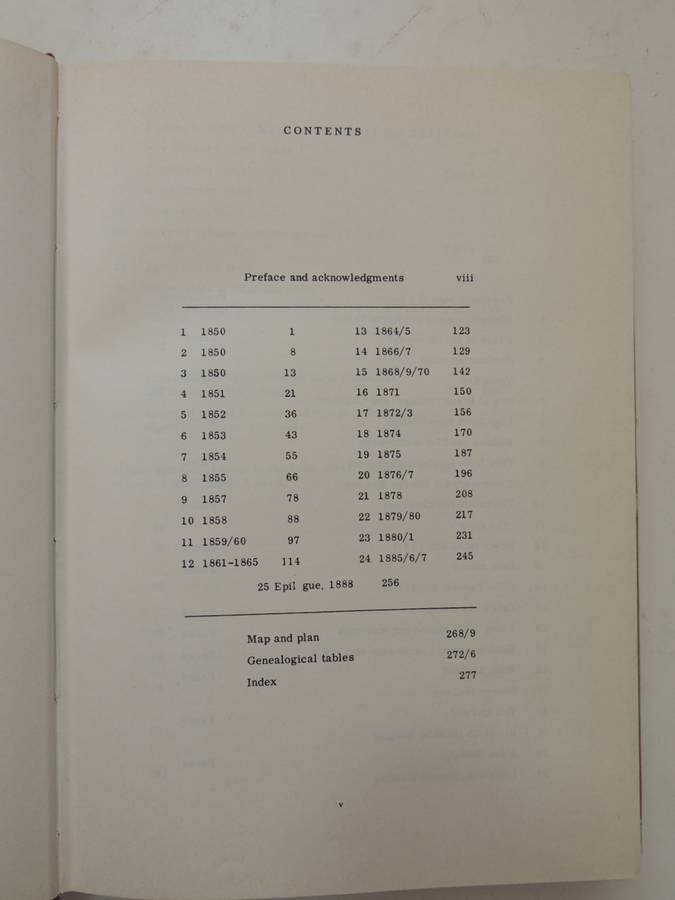 CONTENTS
Preface and acknowledgments viii
1 1850 1 13 1864/5 123
2 1850 8 14 1866/7 129
3 1850 13 15 1868/9/70 142
4 1851 21 16 1871 150
5 1852 36 17 1872/3 156
6 1853 43 18 1874 170
7 1854 55 19 1875 187
8 1855 66 20 1876/7 196
9 1857 78 21 1878 208
10 1858 88 22 1879/80 217
11 1859/60 97 23 1880/1 231
12 1861-1865 114 24 1885/6/7 245
25 Epil gue, 1888 256
Map and plan 268/9
Genealogical tables 272/6
Index 277
v